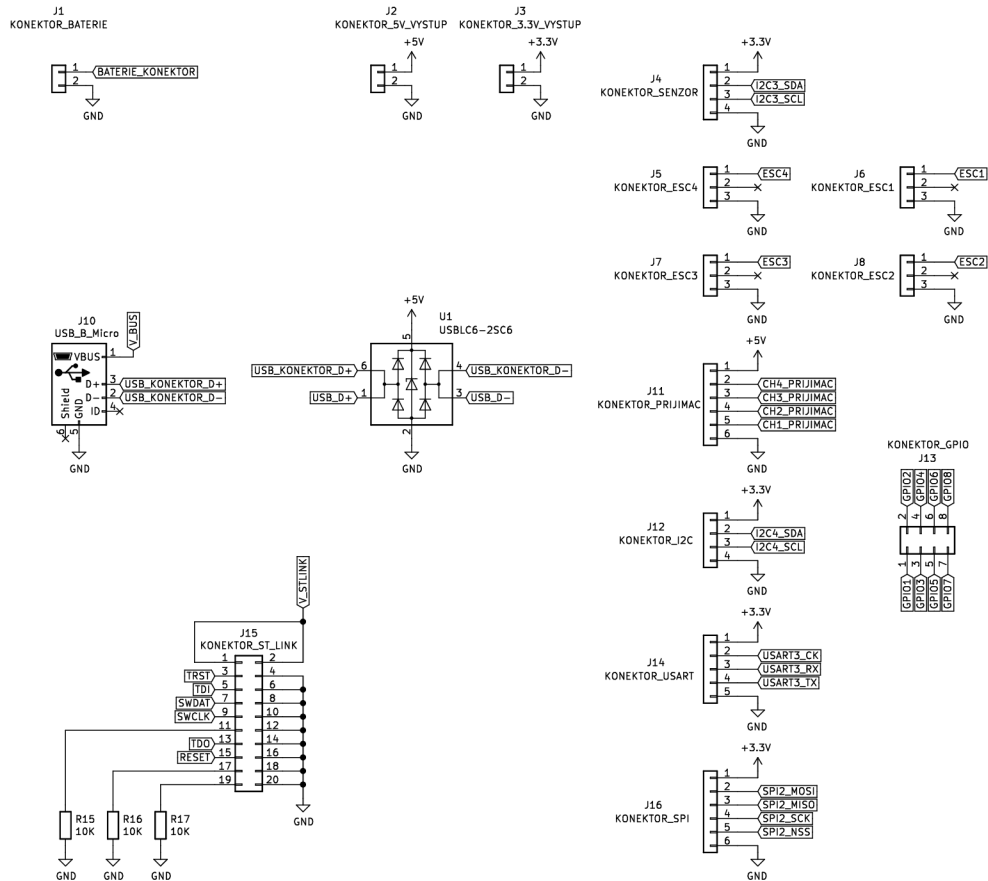 J1
KONEKTOR_BATERIE
1
BATERIE_KONEKTOR
2
GND
J2
KONEKTOR_5V_VYSTUP
+5V
1
2
GND
J3
KONEKTOR_3.3V_VYSTUP
+3.3V
1
2
GND
J4
KONEKTOR_SENZOR
+3.3V
1
2
I2C3_SDA
3
I2C3_SCL
4
GND
J5
KONEKTOR_ESC4
1
ESC4
2
3
GND
J6
KONEKTOR_ESC1
1
ESC1
2
3
GND
J7
KONEKTOR_ESC3
1
ESC3
2
3
GND
J8
KONEKTOR_ESC2
1
ESC2
2
3
GND
J10
USB_B_Micro
V_BUS
VBUS
1
D+
3
USB_KONEKTOR_D+
D-
2
USB_KONEKTOR_D-
ID
4
Shield
GND
6
5
GND
+5V
U1
USBLC6-2SC6
5
USB_KONEKTOR_D+
6
4
USB_KONEKTOR_D-
USB_D+
1
3
USB_D-
2
GND
J11
KONEKTOR_PRIJIMAC
+5V
1
2
CH4_PRIJIMAC
3
CH3_PRIJIMAC
4
CH2_PRIJIMAC
5
CH1_PRIJIMAC
6
GND
J12
KONEKTOR_I2C
+3.3V
1
2
I2C4_SDA
3
I2C4_SCL
4
GND
KONEKTOR_GPIO
J13
GPIO2
GPIO4
GPIO6
GPIO8
2
4
6
8
1
3
5
7
GPIO1
GPIO3
GPIO5
GPIO7
J14
KONEKTOR_USART
+3.3V
1
2
USART3_CK
3
USART3_RX
4
USART3_TX
5
GND
V_STLINK
J15
KONEKTOR_ST_LINK
1
2
TRST
3
4
TDI
5
6
SWDAT
7
8
SWCLK
9
10
11
12
TDO
13
14
RESET
15
16
17
18
19
20
GND
R15
10K
GND
R16
10K
GND
R17
10K
GND
J16
KONEKTOR_SPI
+3.3V
1
2
SPI2_MOSI
3
SPI2_MISO
4
SPI2_SCK
5
SPI2_NSS
6
GND